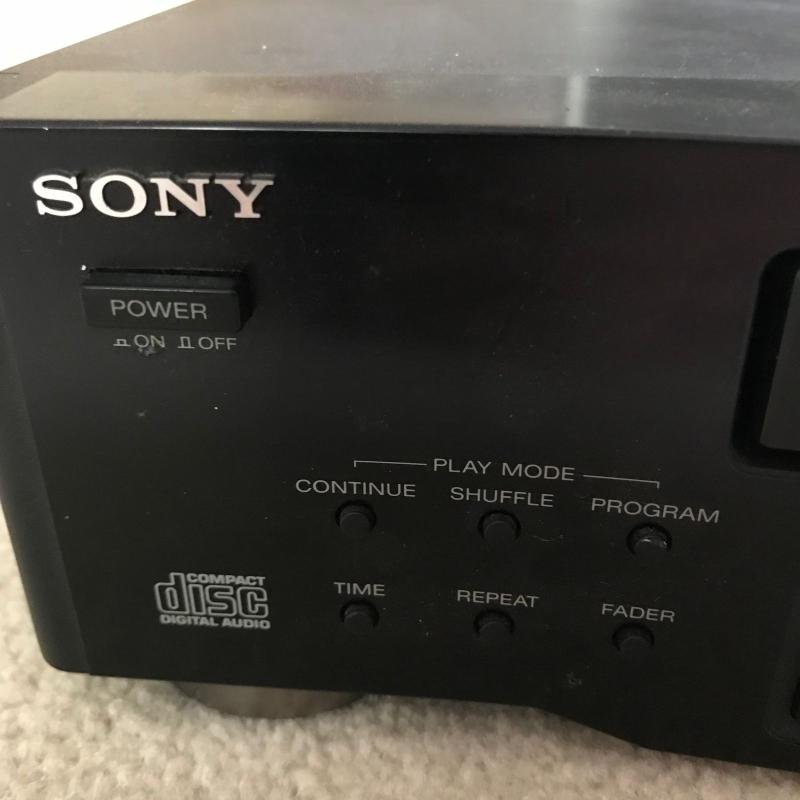 SONY
POWER
ON OFF
PLAY MODE
CONTINUE SHUFFLE PROGRAM
COMPACT
disc
DIGITAL AUDIO
TIME REPEAT FADER